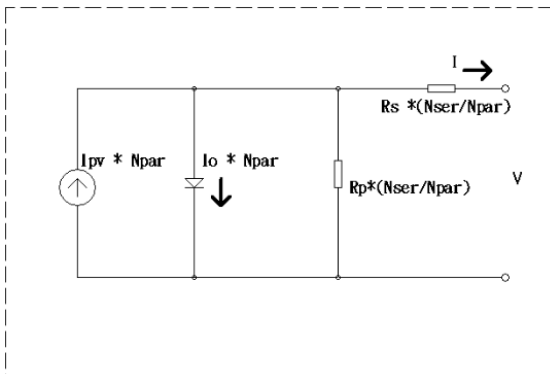 I
Rs *(Nser/Npar)
Ipv * Npar
Io * Npar
Rp*(Nser/Npar)
V